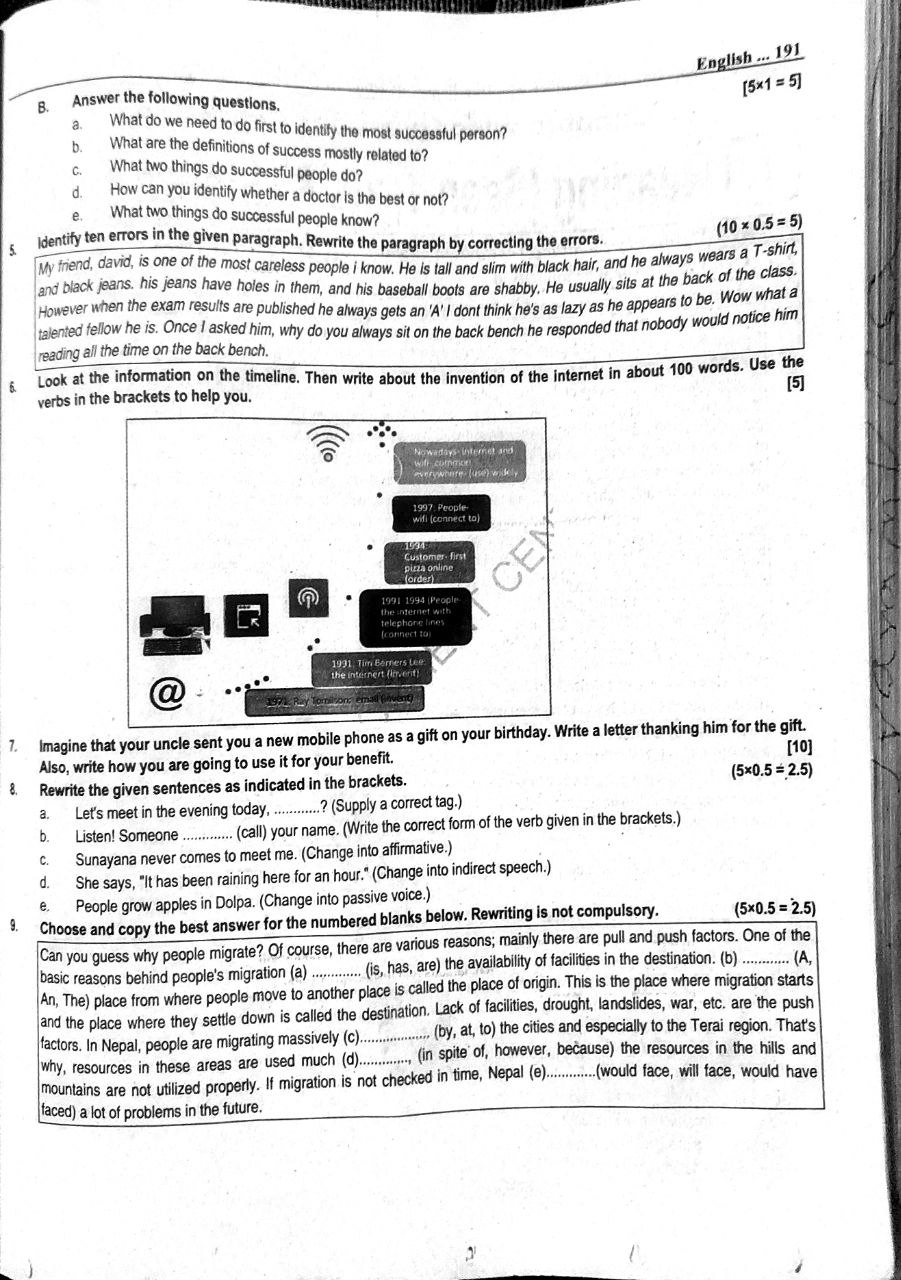 English ... 191
B. Answer the following questions. [5×1 = 5]
a. What do we need to do first to identify the most successful person?
b. What are the definitions of success mostly related to?
c. What two things do successful people do?
d. How can you identify whether a doctor is the best or not?
e. What two things do successful people know?
5. Identify ten errors in the given paragraph. Rewrite the paragraph by correcting the errors. (10 × 0.5 = 5)
My friend, david, is one of the most careless people i know. He is tall and slim with black hair, and he always wears a T-shirt,
and black jeans. his jeans have holes in them, and his baseball boots are shabby. He usually sits at the back of the class.
However when the exam results are published he always gets an 'A' I dont think he's as lazy as he appears to be. Wow what a
talented fellow he is. Once I asked him, why do you always sit on the back bench he responded that nobody would notice him
reading all the time on the back bench.
6. Look at the information on the timeline. Then write about the invention of the internet in about 100 words. Use the
verbs in the brackets to help you. [5]
Nowadays- Internet and
wifi common
everywhere- (use) widely
1997: People-
wifi (connect to)
1994:
Customer- first
pizza online
(order)
1991-1994 (People-
the internet with
telephone lines
(connect to)
1991. Tim Berners Lee:
the internert (invent)
@
1971. Ray Tomlison: email (invent)
CEN
7. Imagine that your uncle sent you a new mobile phone as a gift on your birthday. Write a letter thanking him for the gift.
Also, write how you are going to use it for your benefit. [10]
8. Rewrite the given sentences as indicated in the brackets. (5×0.5 = 2.5)
a. Let's meet in the evening today, ............? (Supply a correct tag.)
b. Listen! Someone ............. (call) your name. (Write the correct form of the verb given in the brackets.)
c. Sunayana never comes to meet me. (Change into affirmative.)
d. She says, "It has been raining here for an hour." (Change into indirect speech.)
e. People grow apples in Dolpa. (Change into passive voice.)
9. Choose and copy the best answer for the numbered blanks below. Rewriting is not compulsory. (5×0.5 = 2.5)
Can you guess why people migrate? Of course, there are various reasons; mainly there are pull and push factors. One of the
basic reasons behind people's migration (a) ............. (is, has, are) the availability of facilities in the destination. (b) ............ (A,
An, The) place from where people move to another place is called the place of origin. This is the place where migration starts
and the place where they settle down is called the destination. Lack of facilities, drought, landslides, war, etc. are the push
factors. In Nepal, people are migrating massively (c).................. (by, at, to) the cities and especially to the Terai region. That's
why, resources in these areas are used much (d)............., (in spite of, however, because) the resources in the hills and
mountains are not utilized properly. If migration is not checked in time, Nepal (e).............(would face, will face, would have
faced) a lot of problems in the future.